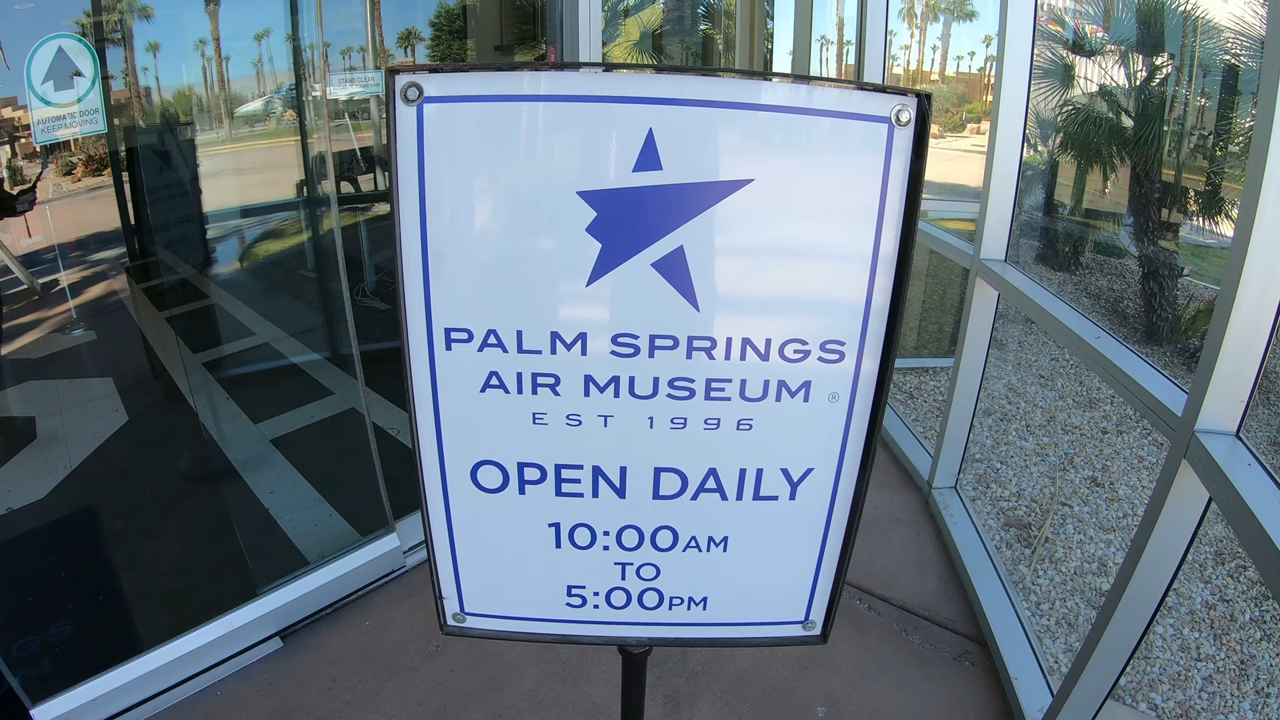 AUTOMATIC DOOR
KEEP MOVING
STAND CLEAR
PALM SPRINGS
AIR MUSEUM ®
EST 1996
OPEN DAILY
10:00AM
TO
5:00PM